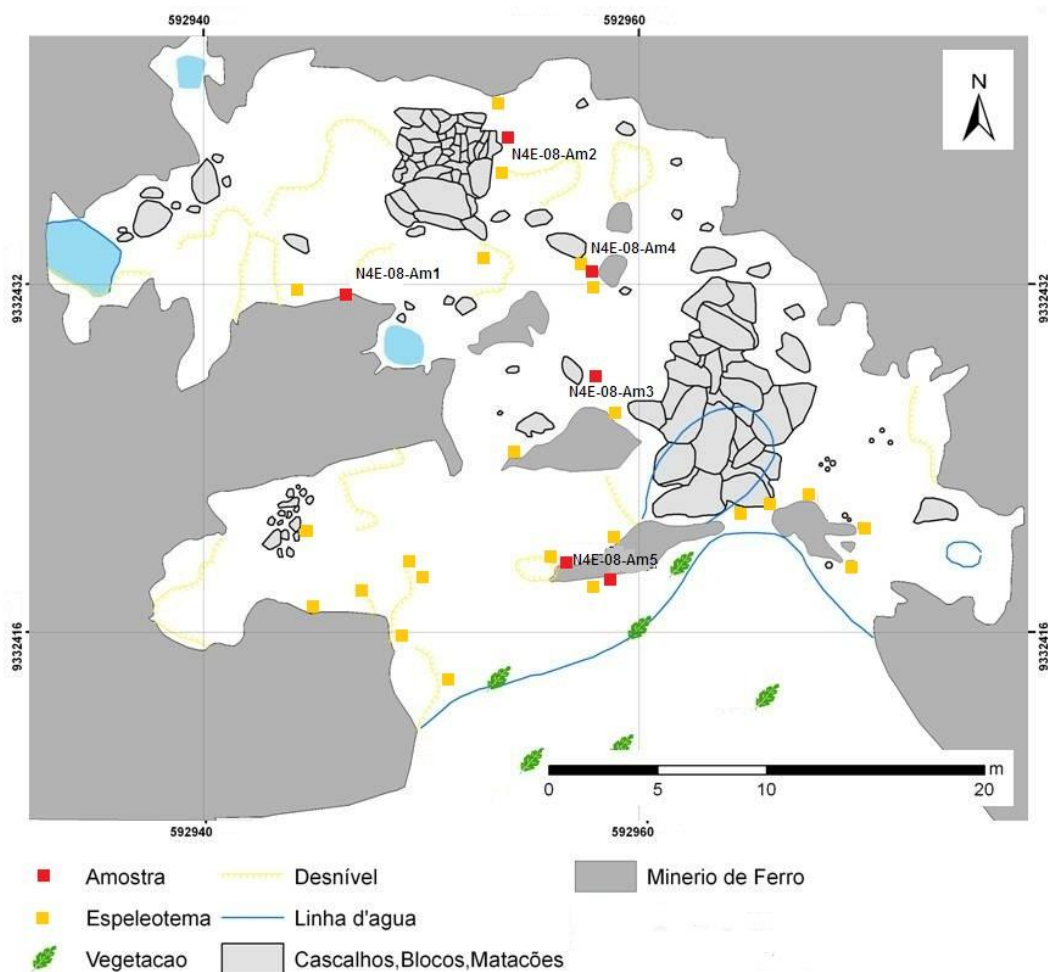 592940
592960
N
N4E-08-Am2
N4E-08-Am4
N4E-08-Am1
9332432
9332432
N4E-08-Am3
N4E-08-Am5
9332416
9332416
m
0
5
10
20
592940
592960
Amostra
Desnível
Minerio de Ferro
Espeleotema
Linha d'agua
Vegetacao
Cascalhos,Blocos,Matacões